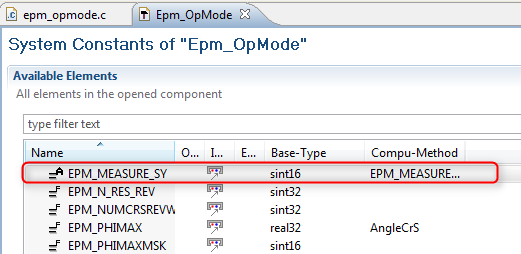 epm_opmode.c Epm_OpMode
System Constants of "Epm_OpMode"
Available Elements
All elements in the opened component
type filter text
Name O... I... E... Base-Type Compu-Method
EPM_MEASURE_SY sint16 EPM_MEASURE...
EPM_N_RES_REV sint32
EPM_NUMCRSREVW sint32
EPM_PHIMAX real32 AngleCrS
EPM_PHIMAXMSK sint16